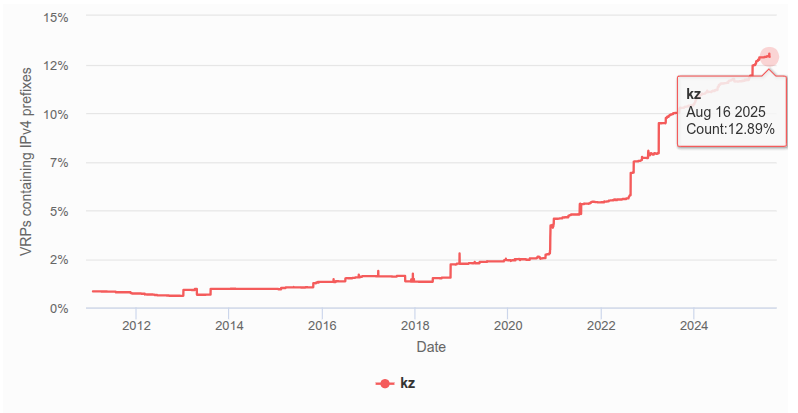 15%
12%
10%
7%
5%
2%
0%
VRPs containing IPv4 prefixes
kz
Aug 16 2025
Count:12.89%
2012
2014
2016
2018
2020
2022
2024
Date
kz